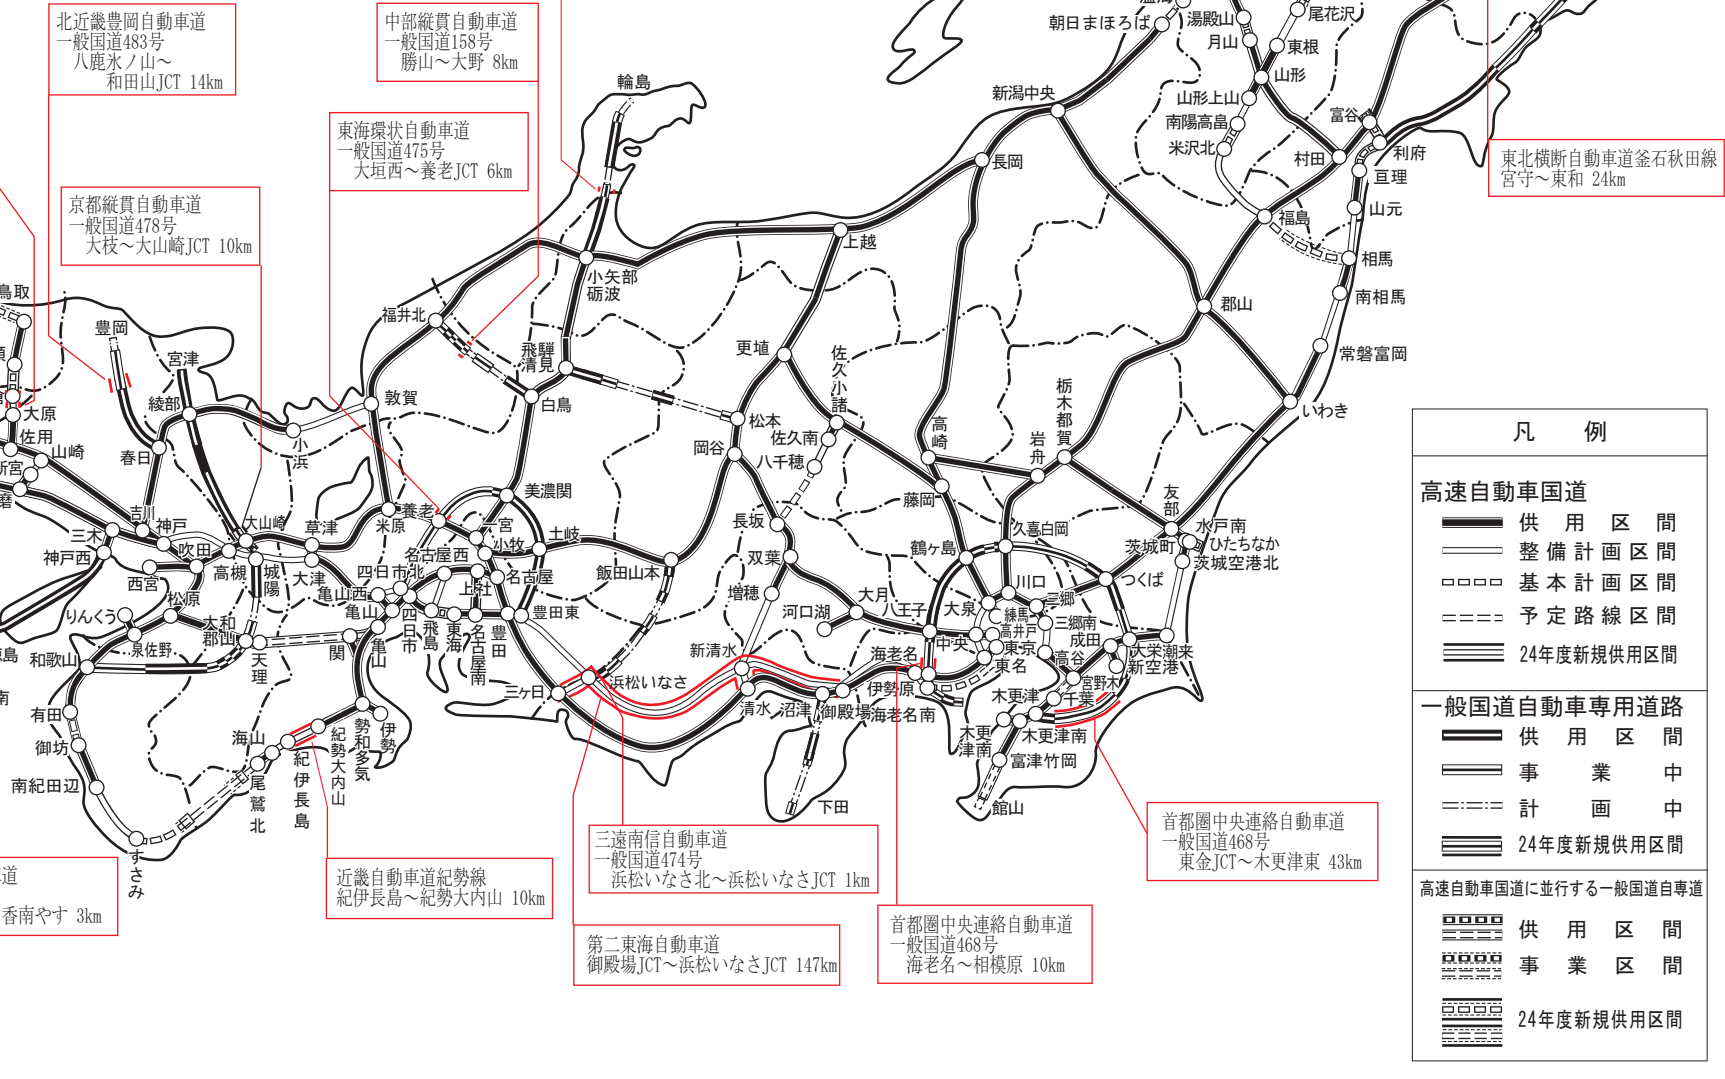 北近畿豊岡自動車道
一般国道483号
八鹿氷ノ山～
和田山JCT 14km
中部縦貫自動車道
一般国道158号
勝山～大野 8km
東海環状自動車道
一般国道475号
大垣西～養老JCT 6km
京都縦貫自動車道
一般国道478号
大枝～大山崎JCT 10km
東北横断自動車道釜石秋田線
宮守～東和 24km
輪島
朝日まほろば
湯殿山
月山
尾花沢
東根
山形
山形上山
南陽高畠
米沢北
新潟中央
長岡
富谷
利府
村田
亘理
山元
福島
相馬
南相馬
上越
小矢部
砺波
郡山
常磐富岡
いわき
鳥取
豊岡
宮津
福井北
飛騨
清見
白鳥
更埴
佐久小諸
松本
佐久南
岡谷
八千穂
高崎
栃木都賀
岩舟
藤岡
大原
佐用
山崎
綾部
春日
小浜
敦賀
吉川
三木
神戸
神戸西
吹田
西宮
大山崎
草津
米原
養老
美濃関
一宮
小牧
土岐
名古屋西
名古屋
飯田山本
長坂
双葉
増穂
鶴ヶ島
久喜白岡
友部
水戸南
ひたちなか
茨城町
茨城空港北
つくば
高槻
城陽
大津
松原
りんくう
泉佐野
和歌山
大和
郡山
天理
関
亀山西
亀山
四日市北
四日市
亀山
飛島
東海
上社
名古屋南
豊田
豊田東
河口湖
大月
八王子
大泉
川口
三郷
練馬
高井戸
三郷南
中央
東京
東名
成田
高谷
大栄
潮来
新空港
宮野木
千葉
新清水
海老名
伊勢原
海老名南
清水
沼津
御殿場
浜松いなさ
三ヶ日
下田
木更津
木更津南
木更
津南
富津竹岡
館山
有田
御坊
南紀田辺
すさみ
海山
尾鷲北
紀伊長島
紀勢大内山
勢和多気
伊勢
香南やす 3km
近畿自動車道紀勢線
紀伊長島～紀勢大内山 10km
三遠南信自動車道
一般国道474号
浜松いなさ北～浜松いなさJCT 1km
第二東海自動車道
御殿場JCT～浜松いなさJCT 147km
首都圏中央連絡自動車道
一般国道468号
海老名～相模原 10km
首都圏中央連絡自動車道
一般国道468号
東金JCT～木更津東 43km
凡例
高速自動車国道
供用区間
整備計画区間
基本計画区間
予定路線区間
24年度新規供用区間
一般国道自動車専用道路
供用区間
事業中
計画中
24年度新規供用区間
高速自動車国道に並行する一般国道自専道
供用区間
事業区間
24年度新規供用区間